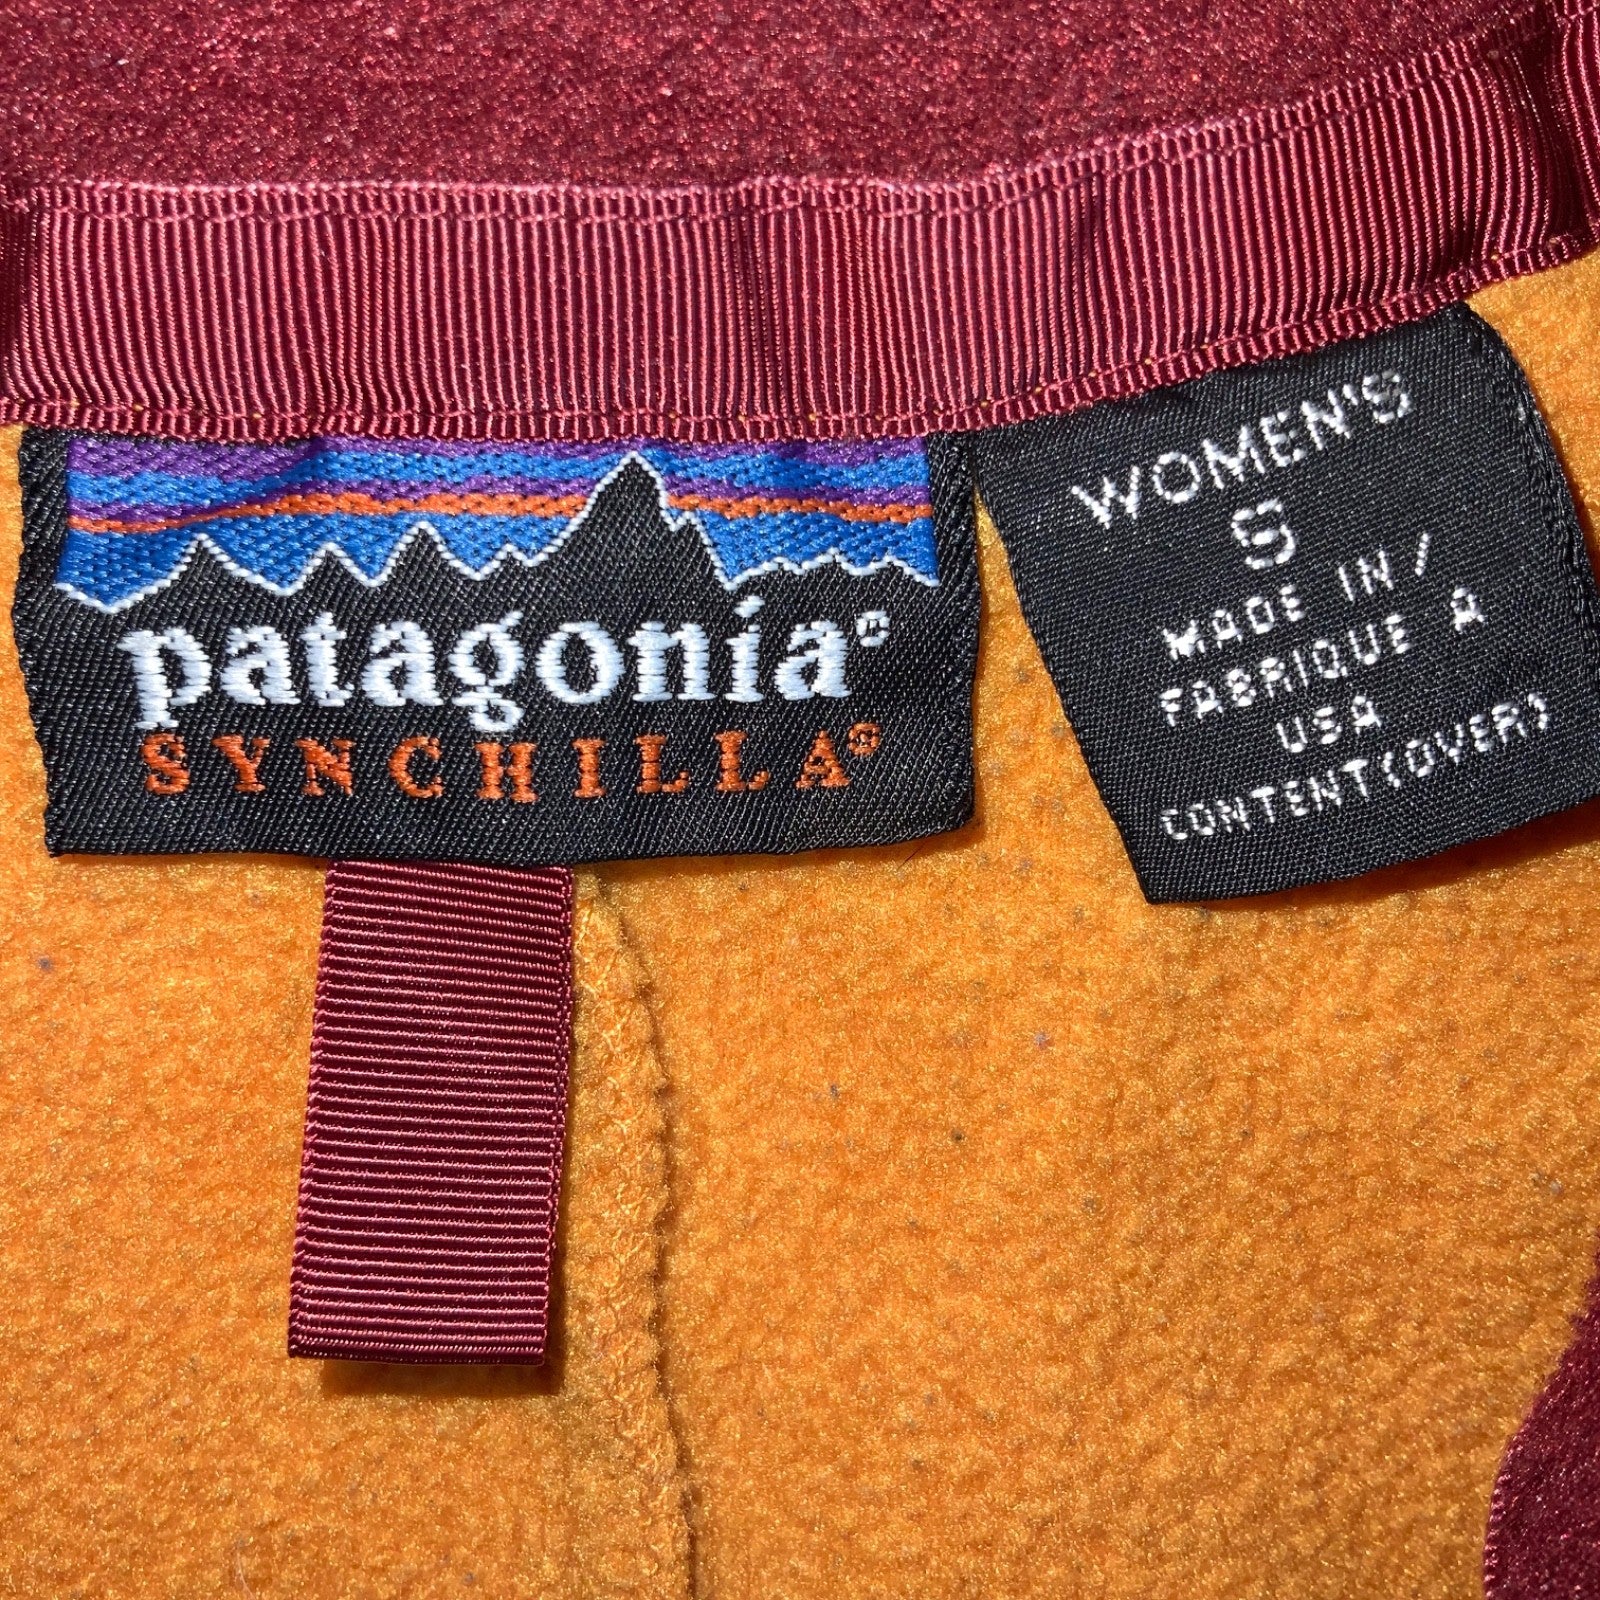 patagonia®
SYNCHILLA®
WOMEN'S
S
MADE IN /
FABRIQUE A
USA
CONTENT(OVER)